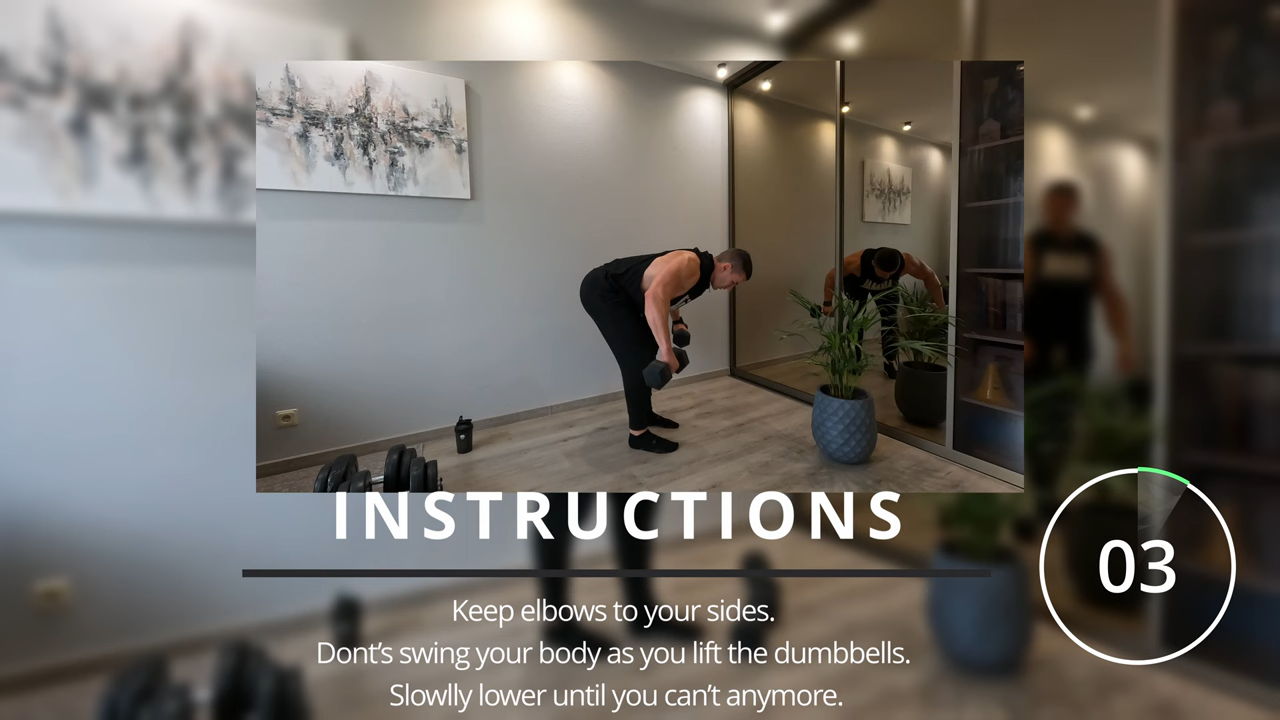 INSTRUCTIONS
03
Keep elbows to your sides.
Dont’s swing your body as you lift the dumbbells.
Slowlly lower until you can’t anymore.